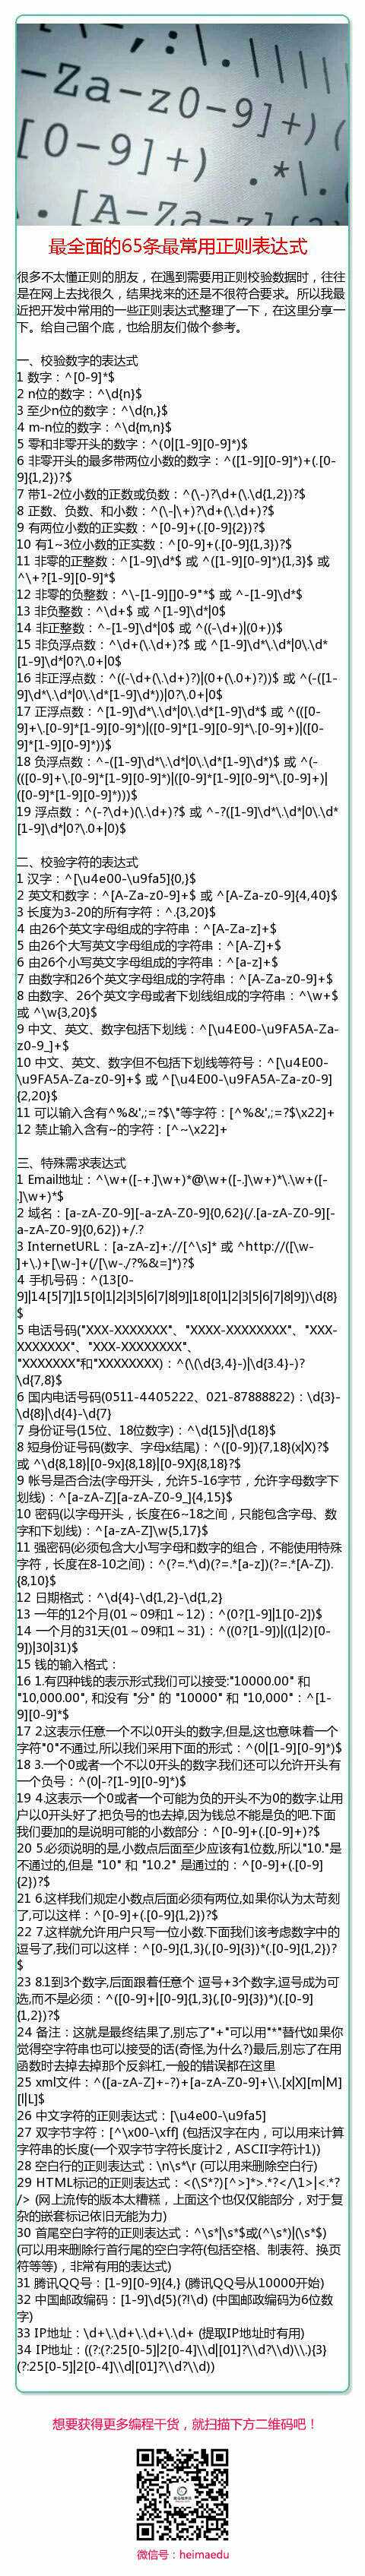 -,:\.\\\\
-Za-z0-9]+)(
[0-9]+) .*\.
\.[A-Za-z
最全面的65条最常用正则表达式
很多不太懂正则的朋友，在遇到需要用正则校验数据时，往往
是在网上去找很久，结果找来的还是不很符合要求。所以我最
近把开发中常用的一些正则表达式整理了一下，在这里分享一
下。给自己留个底，也给朋友们做个参考。
一、校验数字的表达式
1 数字：^[0-9]*$
2 n位的数字：^\d{n}$
3 至少n位的数字：^\d{n,}$
4 m-n位的数字：^\d{m,n}$
5 零和非零开头的数字：^(0|[1-9][0-9]*)$
6 非零开头的最多带两位小数的数字：^([1-9][0-9]*)+(.[0-
9]{1,2})?$
7 带1-2位小数的正数或负数：^(\-)?\d+(\.\d{1,2})?$
8 正数、负数、和小数：^(\-|\+)?\d+(\.\d+)?$
9 有两位小数的正实数：^[0-9]+(.[0-9]{2})?$
10 有1~3位小数的正实数：^[0-9]+(.[0-9]{1,3})?$
11 非零的正整数：^[1-9]\d*$ 或 ^([1-9][0-9]*){1,3}$ 或
^\+?[1-9][0-9]*$
12 非零的负整数：^\-[1-9][]0-9"*$ 或 ^-[1-9]\d*$
13 非负整数：^\d+$ 或 ^[1-9]\d*|0$
14 非正整数：^-[1-9]\d*|0$ 或 ^((-\d+)|(0+))$
15 非负浮点数：^\d+(\.\d+)?$ 或 ^[1-9]\d*\.\d*|0\.\d*
[1-9]\d*|0?\.0+|0$
16 非正浮点数：^((-\d+(\.\d+)?)|(0+(\.0+)?))$ 或 ^(-([1-
9]\d*\.\d*|0\.\d*[1-9]\d*))|0?\.0+|0$
17 正浮点数：^[1-9]\d*\.\d*|0\.\d*[1-9]\d*$ 或 ^(([0-
9]+\.[0-9]*[1-9][0-9]*)|([0-9]*[1-9][0-9]*\.[0-9]+)|([0-
9]*[1-9][0-9]*))$
18 负浮点数：^-([1-9]\d*\.\d*|0\.\d*[1-9]\d*)$ 或 ^(-
(([0-9]+\.[0-9]*[1-9][0-9]*)|([0-9]*[1-9][0-9]*\.[0-9]+)|
([0-9]*[1-9][0-9]*)))$
19 浮点数：^(-?\d+)(\.\d+)?$ 或 ^-?([1-9]\d*\.\d*|0\.\d*
[1-9]\d*|0?\.0+|0)$
二、校验字符的表达式
1 汉字：^[\u4e00-\u9fa5]{0,}$
2 英文和数字：^[A-Za-z0-9]+$ 或 ^[A-Za-z0-9]{4,40}$
3 长度为3-20的所有字符：^.{3,20}$
4 由26个英文字母组成的字符串：^[A-Za-z]+$
5 由26个大写英文字母组成的字符串：^[A-Z]+$
6 由26个小写英文字母组成的字符串：^[a-z]+$
7 由数字和26个英文字母组成的字符串：^[A-Za-z0-9]+$
8 由数字、26个英文字母或者下划线组成的字符串：^\w+$
或 ^\w{3,20}$
9 中文、英文、数字包括下划线：^[\u4E00-\u9FA5A-Za-
z0-9_]+$
10 中文、英文、数字但不包括下划线等符号：^[\u4E00-
\u9FA5A-Za-z0-9]+$ 或 ^[\u4E00-\u9FA5A-Za-z0-9]
{2,20}$
11 可以输入含有^%&',;=?$\"等字符：[^%&',;=?$\x22]+
12 禁止输入含有~的字符：[^~\x22]+
三、特殊需求表达式
1 Email地址：^\w+([-+.]\w+)*@\w+([-.]\w+)*\.\w+([-
.]\w+)*$
2 域名：[a-zA-Z0-9][-a-zA-Z0-9]{0,62}(/.[a-zA-Z0-9][-
a-zA-Z0-9]{0,62})+/.?
3 InternetURL：[a-zA-z]+://[^\s]* 或 ^http://([\w-
]+\.)+[\w-]+(/[\w-./?%&=]*)?$
4 手机号码：^(13[0-
9]|14[5|7]|15[0|1|2|3|5|6|7|8|9]|18[0|1|2|3|5|6|7|8|9])\d{8}
$
5 电话号码("XXX-XXXXXXX"、"XXXX-XXXXXXXX"、"XXX-
XXXXXXX"、"XXX-XXXXXXXX"、
"XXXXXXX"和"XXXXXXXX)：^(\(\d{3,4}-)|\d{3.4}-)?
\d{7,8}$
6 国内电话号码(0511-4405222、021-87888822)：\d{3}-
\d{8}|\d{4}-\d{7}
7 身份证号(15位、18位数字)：^\d{15}|\d{18}$
8 短身份证号码(数字、字母x结尾)：^([0-9]){7,18}(x|X)?$
或 ^\d{8,18}|[0-9x]{8,18}|[0-9X]{8,18}?$
9 帐号是否合法(字母开头，允许5-16字节，允许字母数字下
划线)：^[a-zA-Z][a-zA-Z0-9_]{4,15}$
10 密码(以字母开头，长度在6~18之间，只能包含字母、数
字和下划线)：^[a-zA-Z]\w{5,17}$
11 强密码(必须包含大小写字母和数字的组合，不能使用特殊
字符，长度在8-10之间)：^(?=.*\d)(?=.*[a-z])(?=.*[A-Z]).
{8,10}$
12 日期格式：^\d{4}-\d{1,2}-\d{1,2}
13 一年的12个月(01～09和1～12)：^(0?[1-9]|1[0-2])$
14 一个月的31天(01～09和1～31)：^((0?[1-9])|((1|2)[0-
9])|30|31)$
15 钱的输入格式：
16 1.有四种钱的表示形式我们可以接受:"10000.00" 和
"10,000.00", 和没有 "分" 的 "10000" 和 "10,000"：^[1-
9][0-9]*$
17 2.这表示任意一个不以0开头的数字,但是,这也意味着一个
字符"0"不通过,所以我们采用下面的形式：^(0|[1-9][0-9]*)$
18 3.一个0或者一个不以0开头的数字.我们还可以允许开头有
一个负号：^(0|-?[1-9][0-9]*)$
19 4.这表示一个0或者一个可能为负的开头不为0的数字.让用
户以0开头好了.把负号的也去掉,因为钱总不能是负的吧.下面
我们要加的是说明可能的小数部分：^[0-9]+(.[0-9]+)?$
20 5.必须说明的是,小数点后面至少应该有1位数,所以"10."是
不通过的,但是 "10" 和 "10.2" 是通过的：^[0-9]+(.[0-9]
{2})?$
21 6.这样我们规定小数点后面必须有两位,如果你认为太苛刻
了,可以这样：^[0-9]+(.[0-9]{1,2})?$
22 7.这样就允许用户只写一位小数.下面我们该考虑数字中的
逗号了,我们可以这样：^[0-9]{1,3}(,[0-9]{3})*(.[0-9]{1,2})?
$
23 8.1到3个数字,后面跟着任意个 逗号+3个数字,逗号成为可
选,而不是必须：^([0-9]+|[0-9]{1,3}(,[0-9]{3})*)(.[0-9]
{1,2})?$
24 备注：这就是最终结果了,别忘了"+"可以用"*"替代如果你
觉得空字符串也可以接受的话(奇怪,为什么?)最后,别忘了在用
函数时去掉去掉那个反斜杠,一般的错误都在这里
25 xml文件：^([a-zA-Z]+-?)+[a-zA-Z0-9]+\\.[x|X][m|M]
[l|L]$
26 中文字符的正则表达式：[\u4e00-\u9fa5]
27 双字节字符：[^\x00-\xff] (包括汉字在内，可以用来计算
字符串的长度(一个双字节字符长度计2，ASCII字符计1))
28 空白行的正则表达式：\n\s*\r (可以用来删除空白行)
29 HTML标记的正则表达式：<(\S*?)[^>]*>.*?</\1>|<.*?
/> (网上流传的版本太糟糕，上面这个也仅仅能部分，对于复
杂的嵌套标记依旧无能为力)
30 首尾空白字符的正则表达式：^\s*|\s*$或(^\s*)|(\s*$)
(可以用来删除行首行尾的空白字符(包括空格、制表符、换页
符等等)，非常有用的表达式)
31 腾讯QQ号：[1-9][0-9]{4,} (腾讯QQ号从10000开始)
32 中国邮政编码：[1-9]\d{5}(?!\d) (中国邮政编码为6位数
字)
33 IP地址：\d+\.\d+\.\d+\.\d+ (提取IP地址时有用)
34 IP地址：((?:(?:25[0-5]|2[0-4]\\d|[01]?\\d?\\d)\\.){3}
(?:25[0-5]|2[0-4]\\d|[01]?\\d?\\d))
想要获得更多编程干货，就扫描下方二维码吧！
微信号：heimaedu